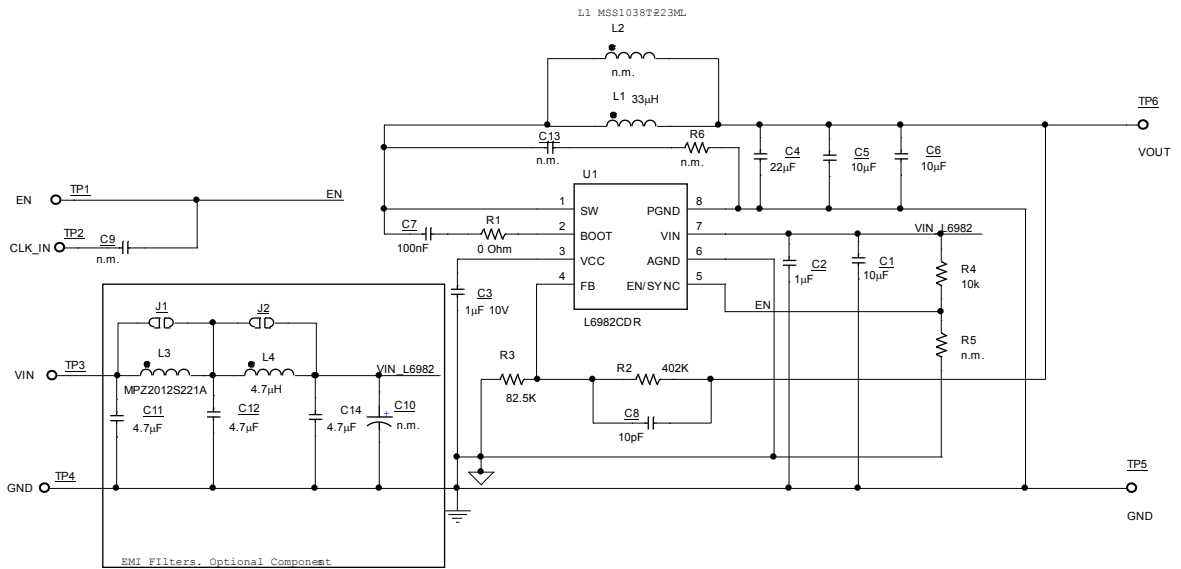 L1 MSS1038T-223ML
L2
n.m.
L1 33µH
TP6
VOUT
C13
n.m.
R6
n.m.
C4
22µF
C5
10µF
C6
10µF
U1
EN
TP1
EN
1 SW PGND 8
2 BOOT VIN 7
3 VCC AGND 6
4 FB EN/SYNC 5
L6982CDR
VIN_L6982
CLK_IN
TP2
C9
n.m.
C7
100nF
R1
0 Ohm
C3
1µF 10V
C2
1µF
C1
10µF
R4
10k
EN
R5
n.m.
J1
J2
VIN
TP3
L3
MPZ2012S221A
L4
4.7µH
VIN_L6982
C11
4.7µF
C12
4.7µF
C14
4.7µF
+
C10
n.m.
R3
82.5K
R2 402K
C8
10pF
GND
TP4
TP5
GND
EMI FIlters. Optional Component